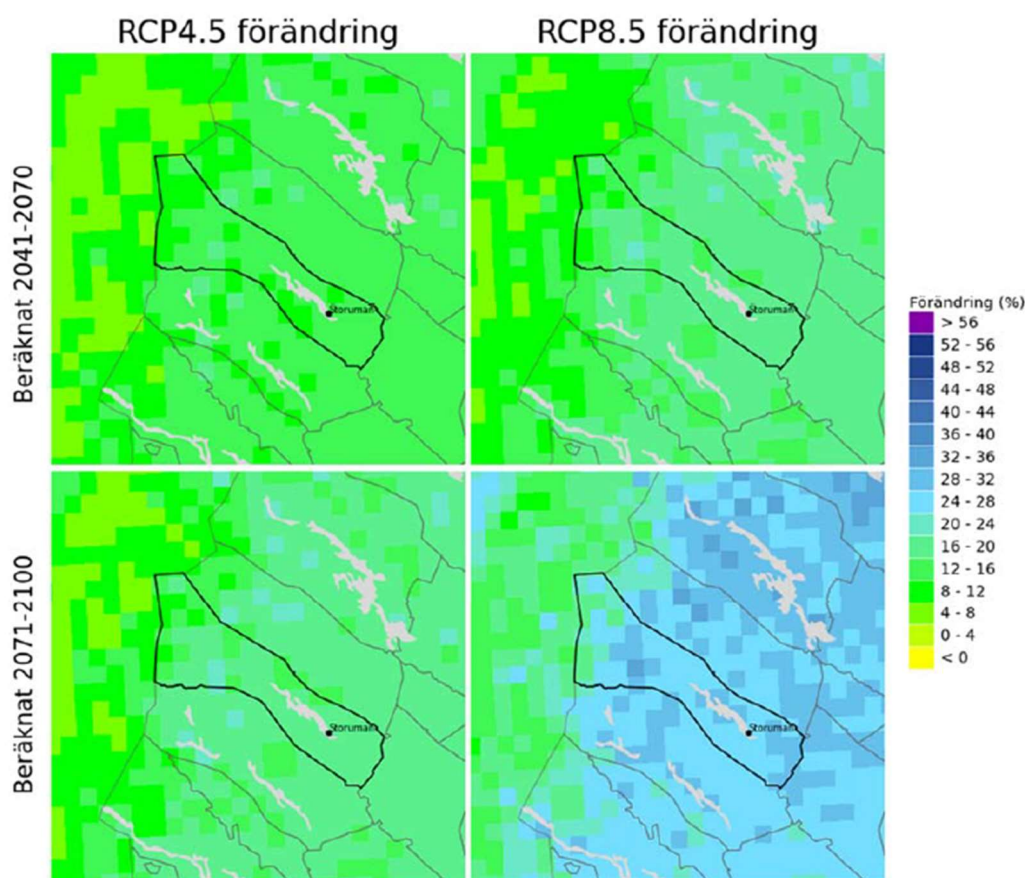 RCP4.5 förändring
RCP8.5 förändring
Beräknat 2041-2070
Storuman
Storuman
Beräknat 2071-2100
Storuman
Storuman
Förändring (%)
> 56
52 - 56
48 - 52
44 - 48
40 - 44
36 - 40
32 - 36
28 - 32
24 - 28
20 - 24
16 - 20
12 - 16
8 - 12
4 - 8
0 - 4
< 0